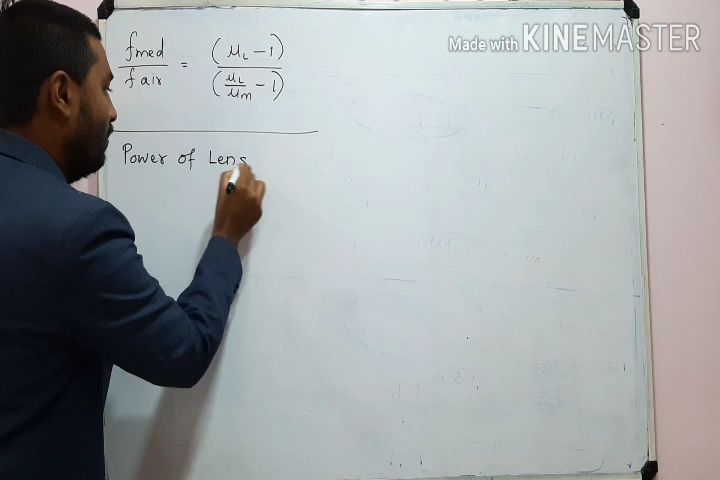 Made with KINEMASTER
f med / f air = (μL - 1) / (μL/μm - 1)
Power of Lens